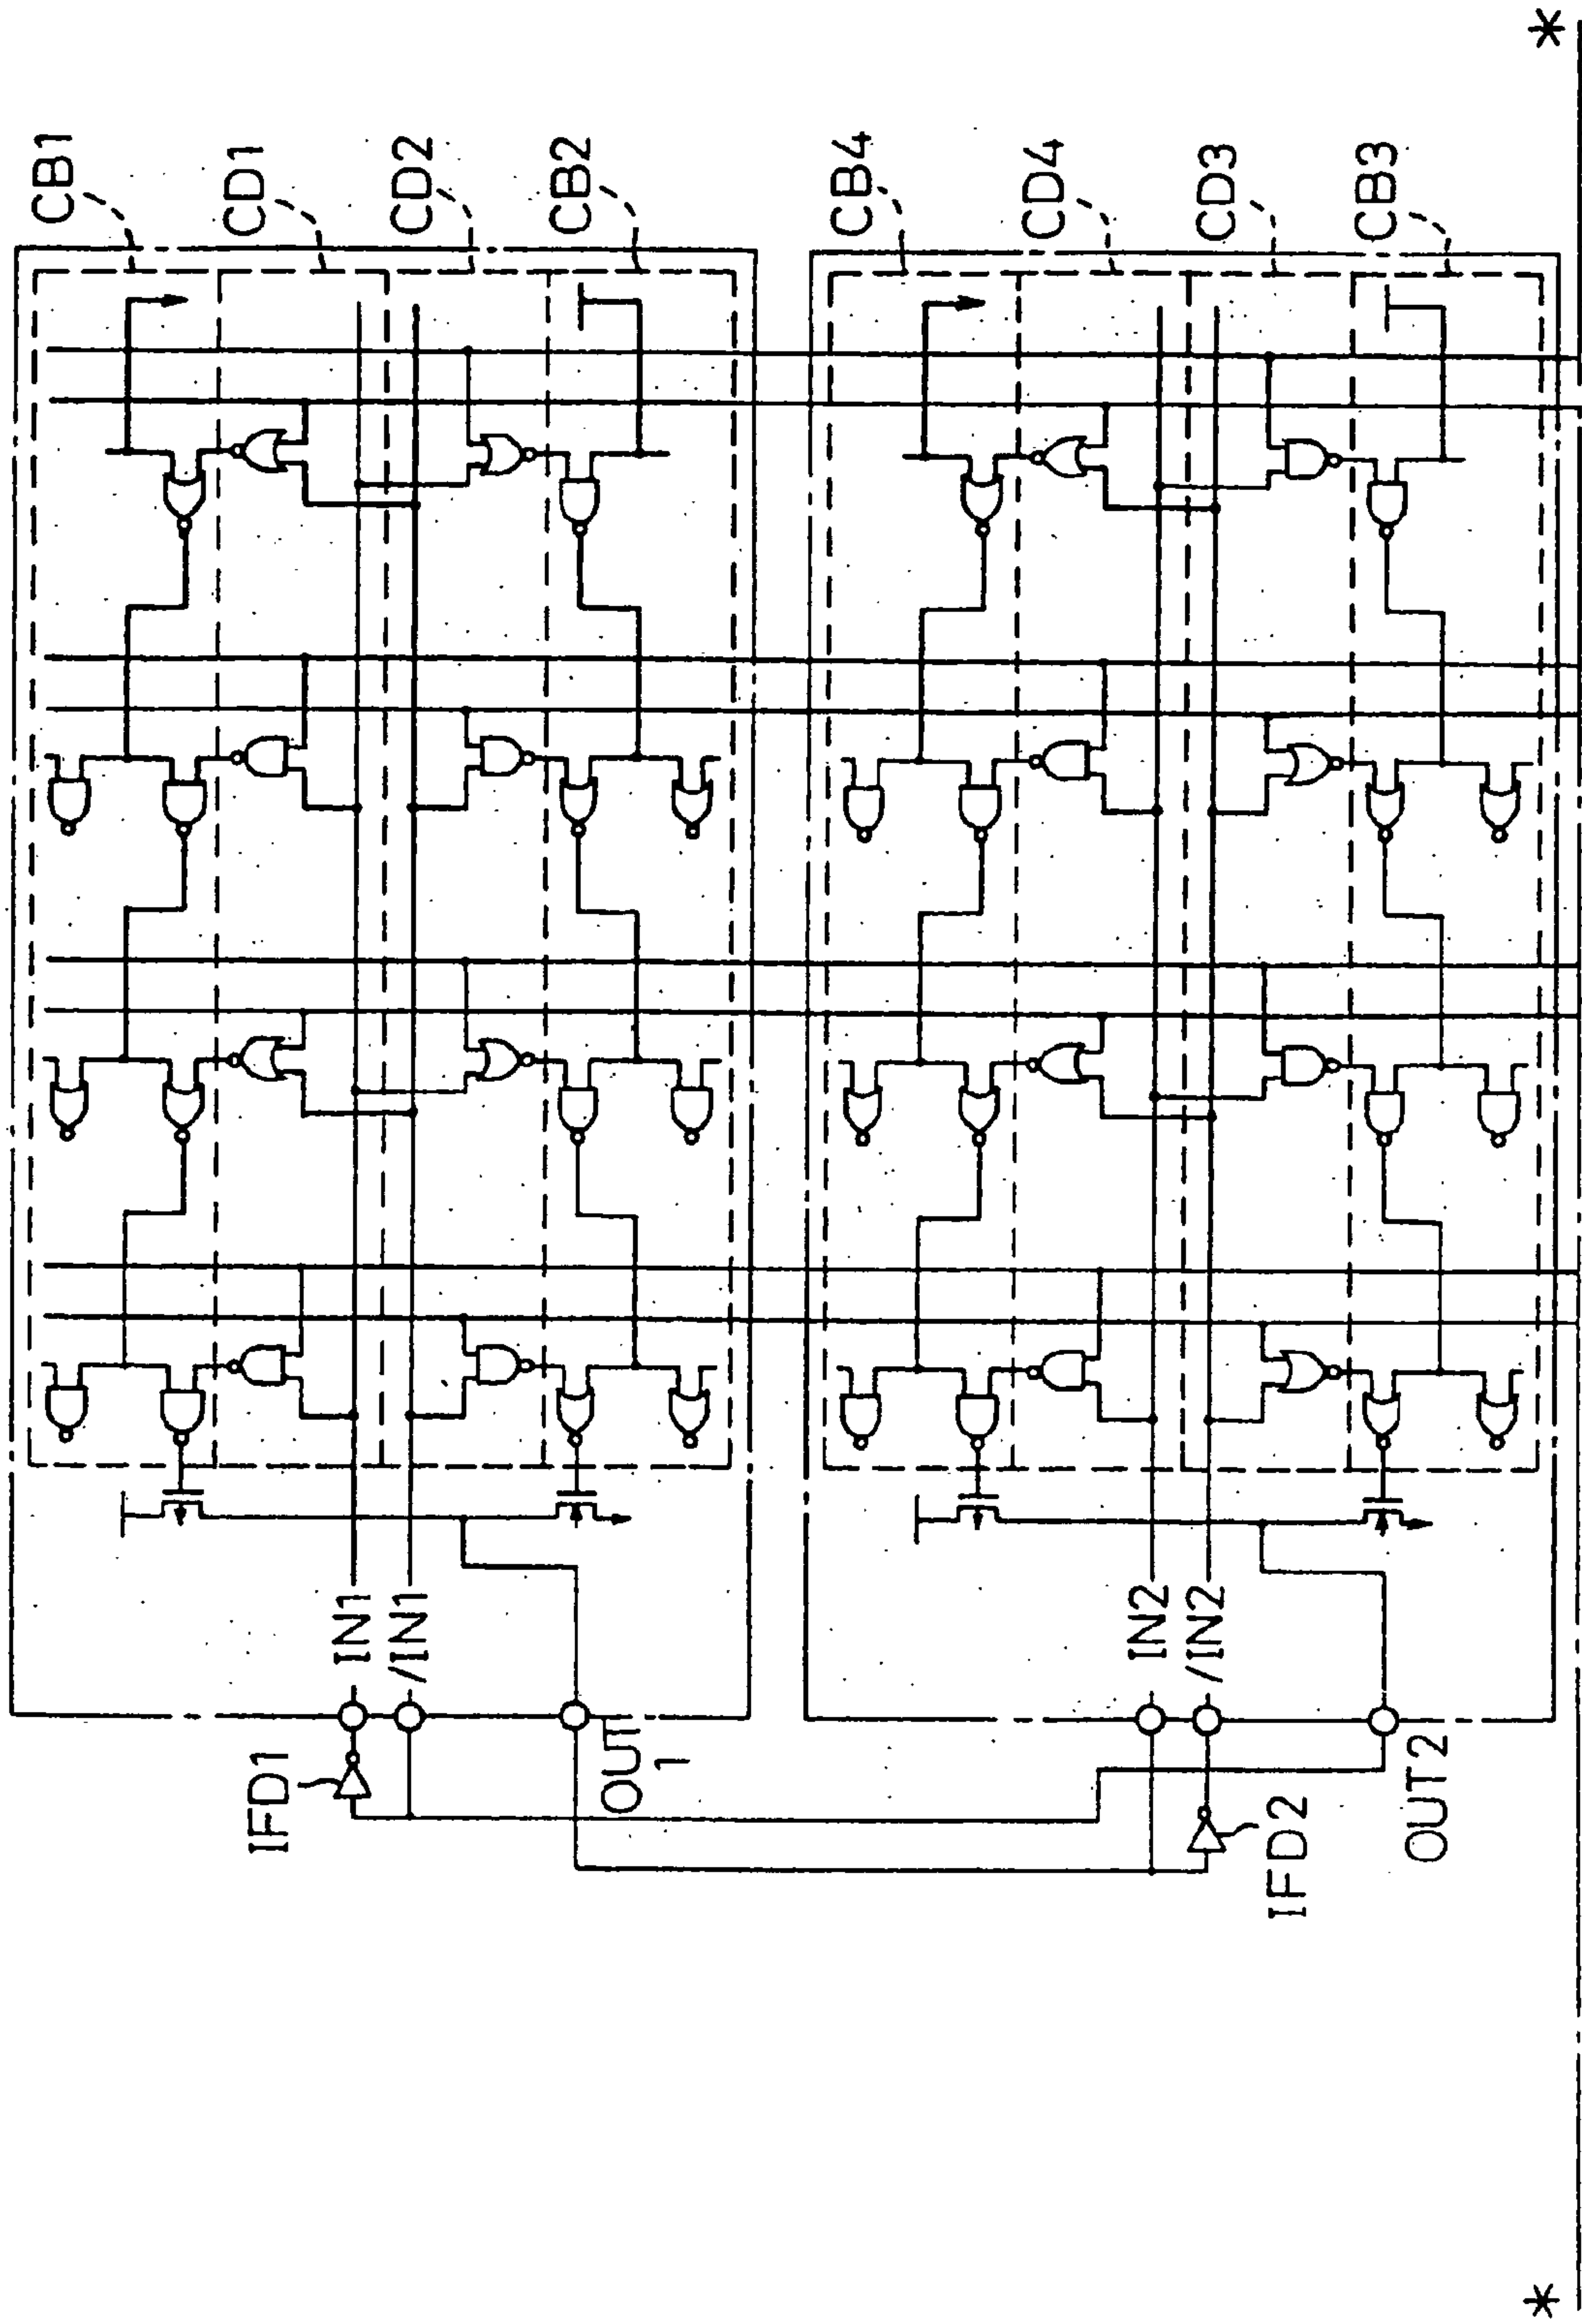 CB1
CD1
CD2
CB2
CB4
CD4
CD3
CB3
IN1
/IN1
IN2
/IN2
IFD1
OUT
1
IFD2
OUT2
*
*